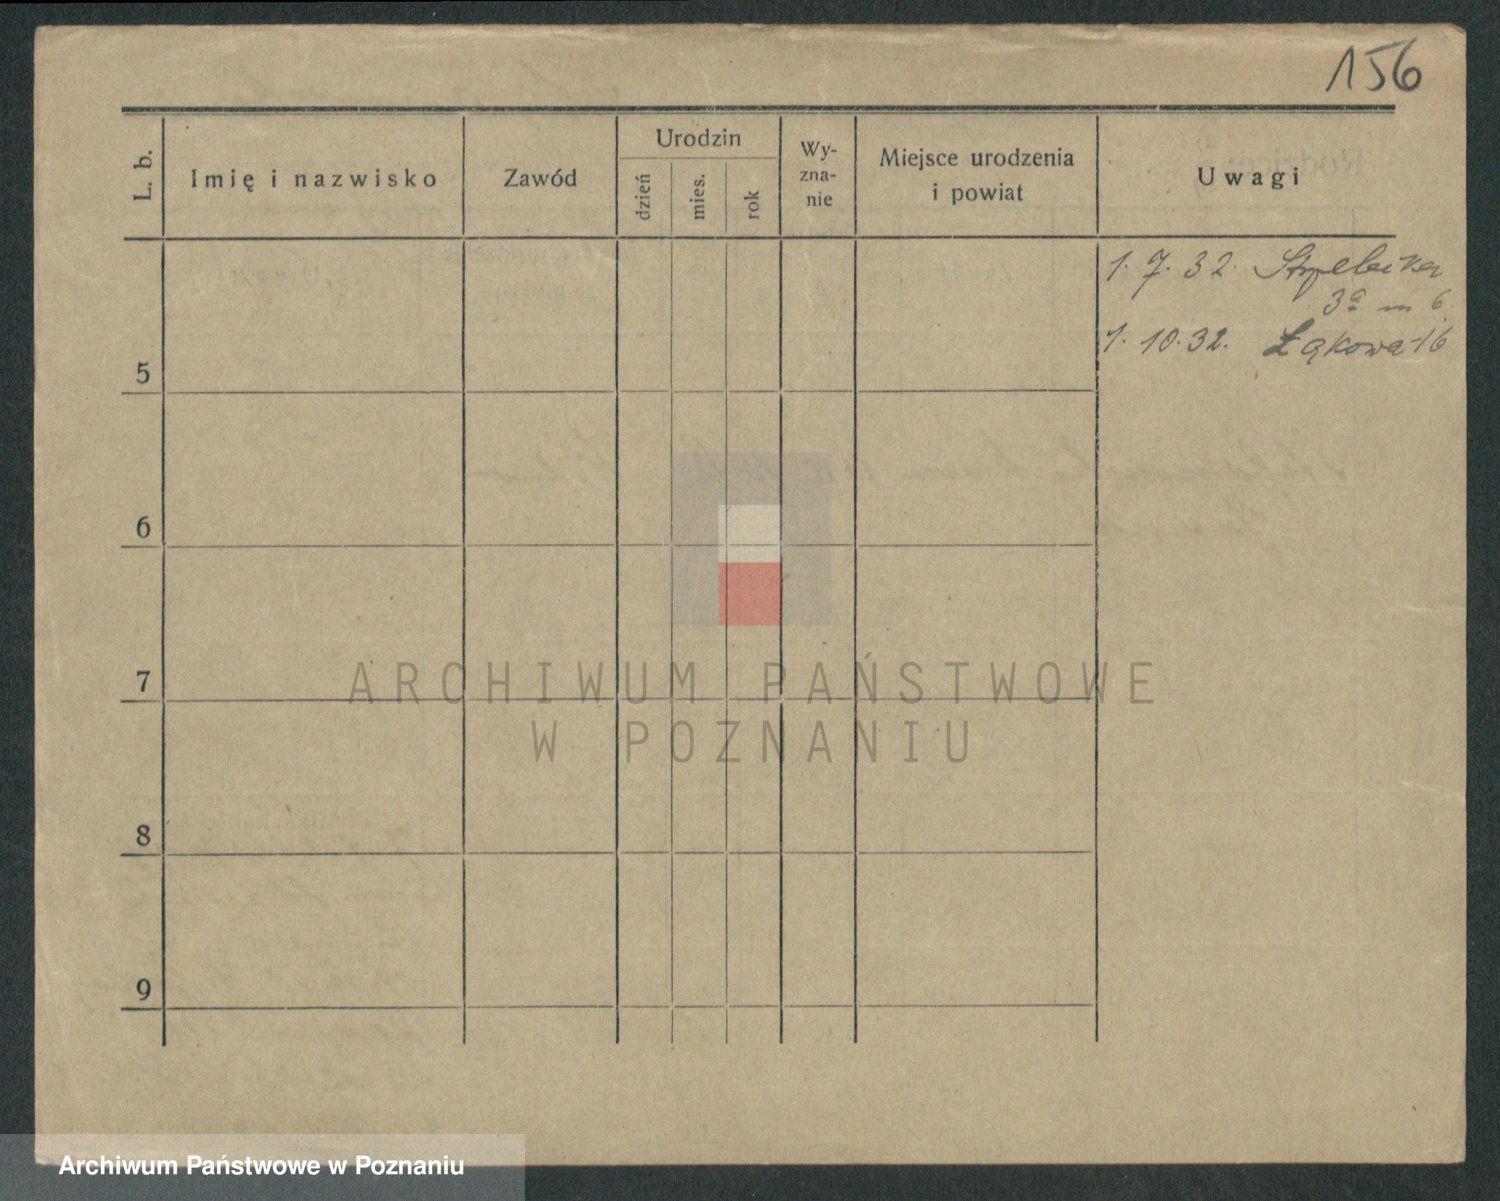 156
L. b.
Imię i nazwisko
Zawód
Urodzin
dzień
mies.
rok
Wy-
zna-
nie
Miejsce urodzenia
i powiat
Uwagi
1. 7. 32. Strzelecka
3a m 6.
1. 10. 32. Łąkowa 16
5
6
7
8
9
ARCHIWUM PAŃSTWOWE
W POZNANIU
Archiwum Państwowe w Poznaniu